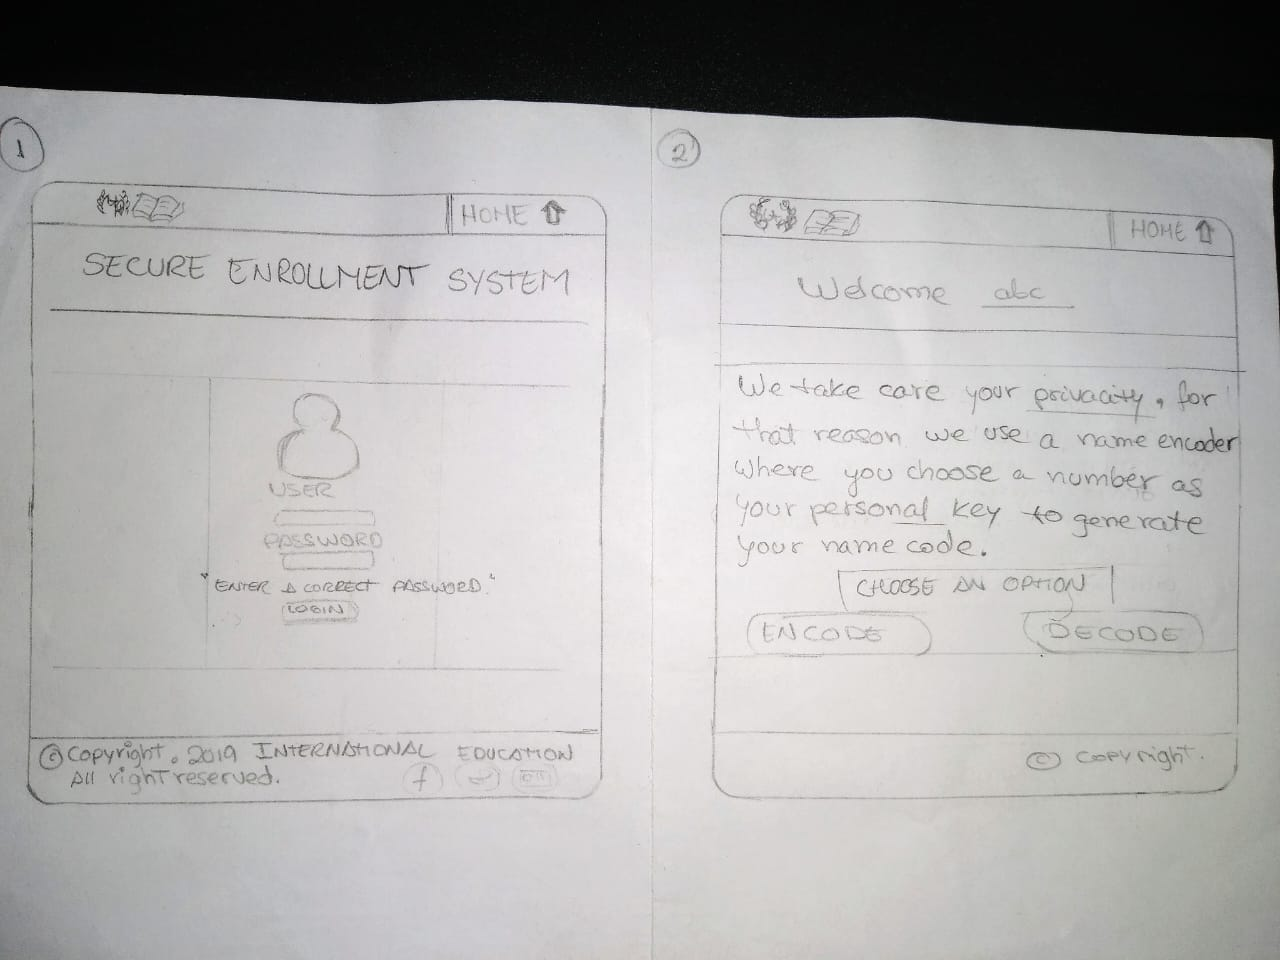 1
HOME
SECURE ENROLLMENT SYSTEM
USER
PASSWORD
"ENTER A CORRECT PASSWORD."
LOGIN
© Copyright. 2019 INTERNATIONAL EDUCATION
All right reserved.
f
2
HOME
Welcome abc
We take care your privacity, for
that reason we use a name encoder
where you choose a number as
your personal key to generate
your name code.
CHOOSE AN OPTION
ENCODE DECODE
© copyright.